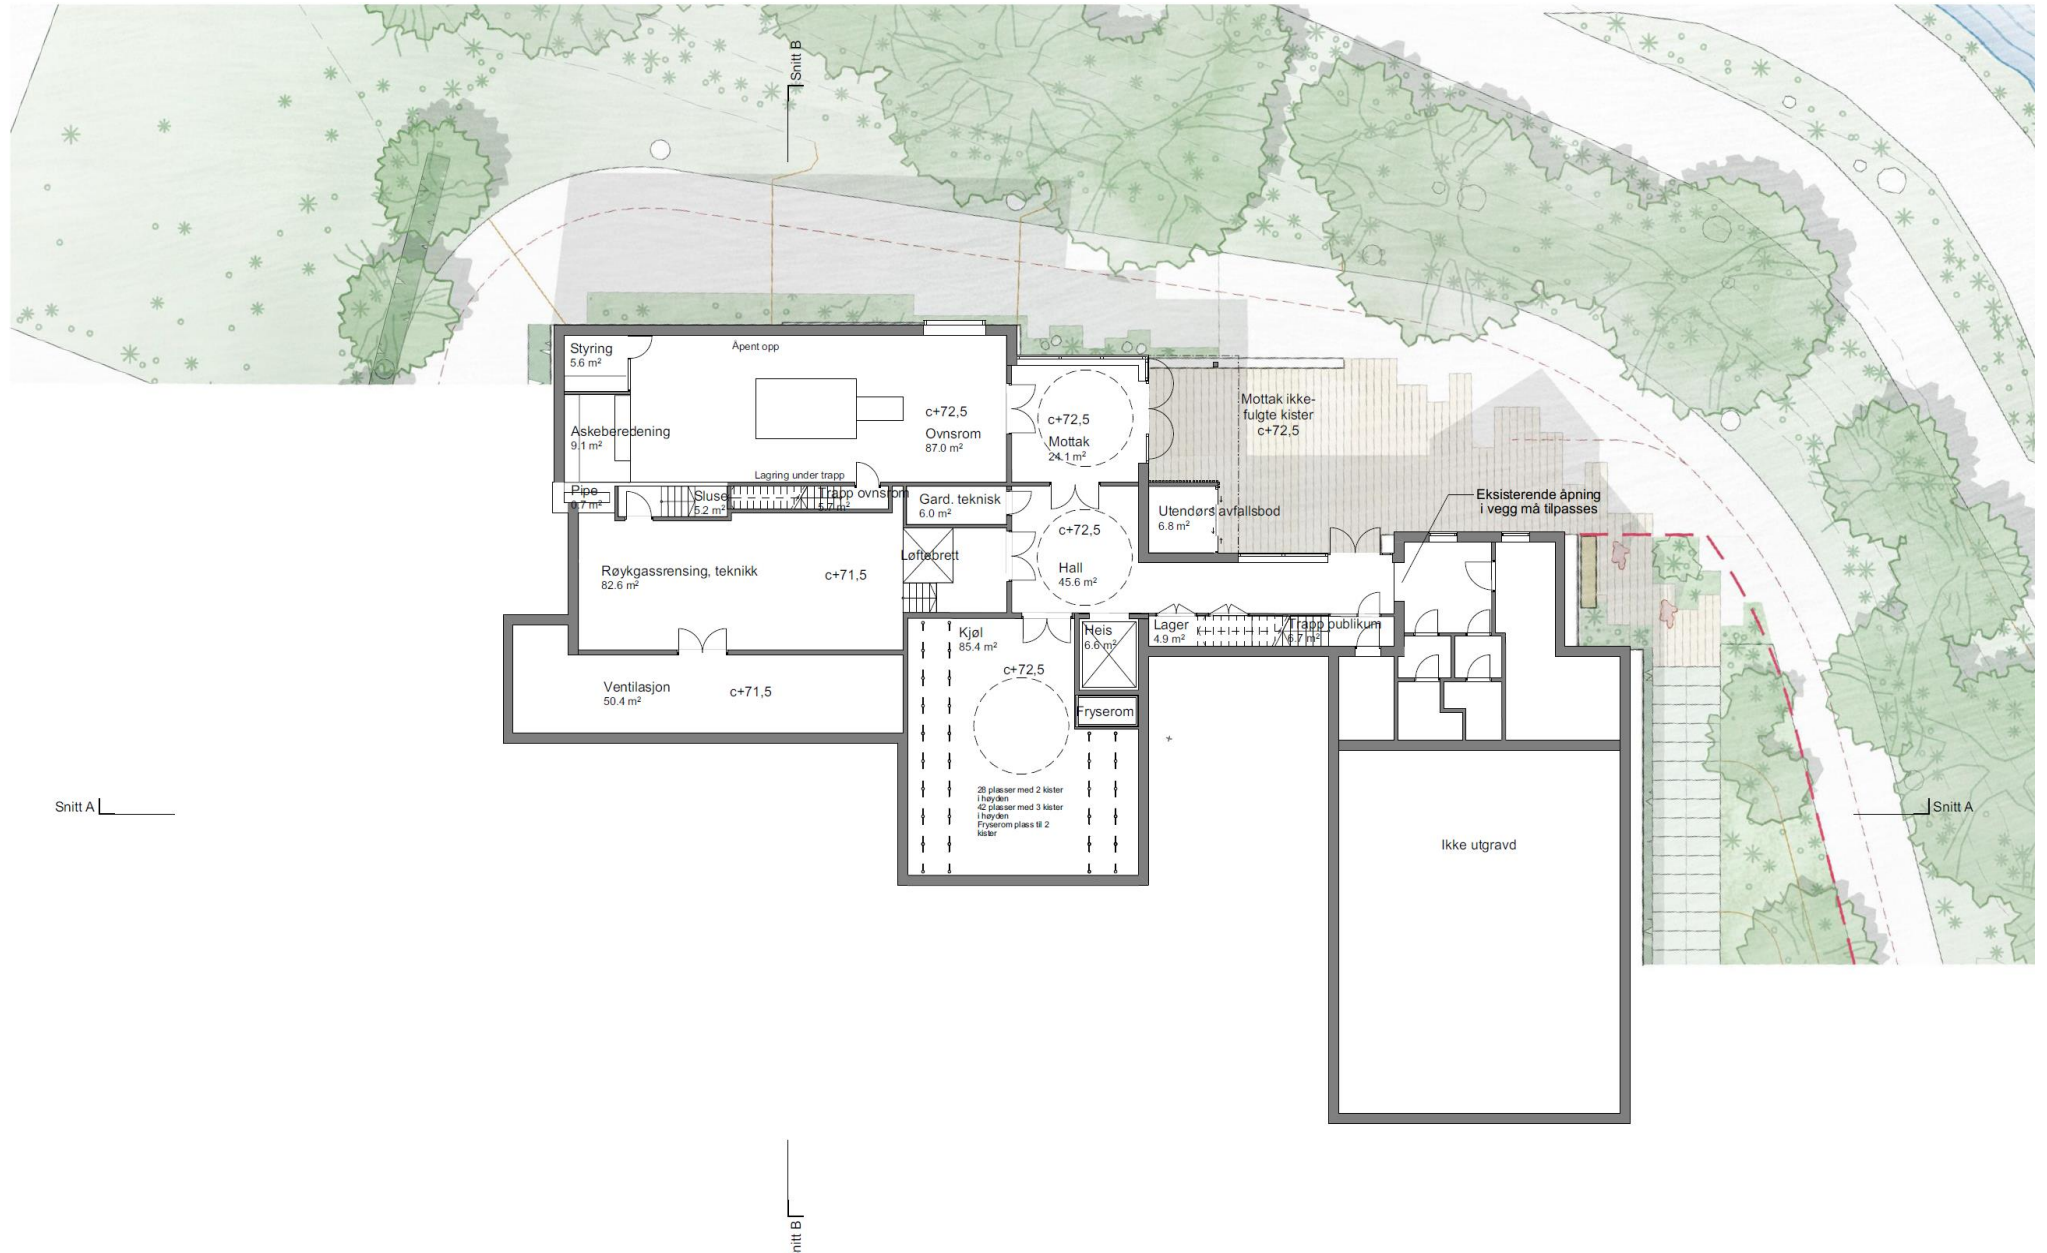 Snitt B
Styring
5.6 m²
Åpent opp
Askeberedening
9.1 m²
c+72,5
Ovnsrom
87.0 m²
c+72,5
Mottak
24.1 m²
Mottak ikke-
fulgte kister
c+72,5
Lagring under trapp
Pipe
0.7 m²
Sluse
5.2 m²
Trapp ovnsrom
5.7 m²
Gard. teknisk
6.0 m²
Utendørs avfallsbod
6.8 m²
Eksisterende åpning
i vegg må tilpasses
Røykgassrensing, teknikk
82.6 m²
c+71,5
Løftebrett
c+72,5
Hall
45.6 m²
Kjøl
85.4 m²
c+72,5
Heis
6.6 m²
Lager
4.9 m²
Trapp publikum
6.7 m²
Ventilasjon
50.4 m²
c+71,5
Fryserom
28 plasser med 2 kister
i høyden
42 plasser med 3 kister
i høyden
Fryserom plass til 2
kister
Snitt A
Snitt A
Ikke utgravd
nitt B